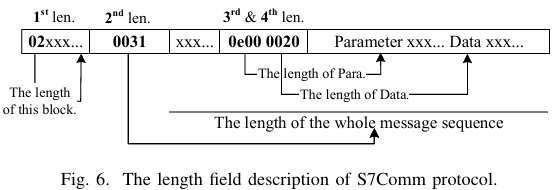 1st len. 2nd len. 3rd & 4th len.
02xxx... 0031 xxx... 0e00 0020 Parameter xxx... Data xxx...
The length of Para.
The length
of this block.
The length of Data.
The length of the whole message sequence
Fig. 6. The length field description of S7Comm protocol.